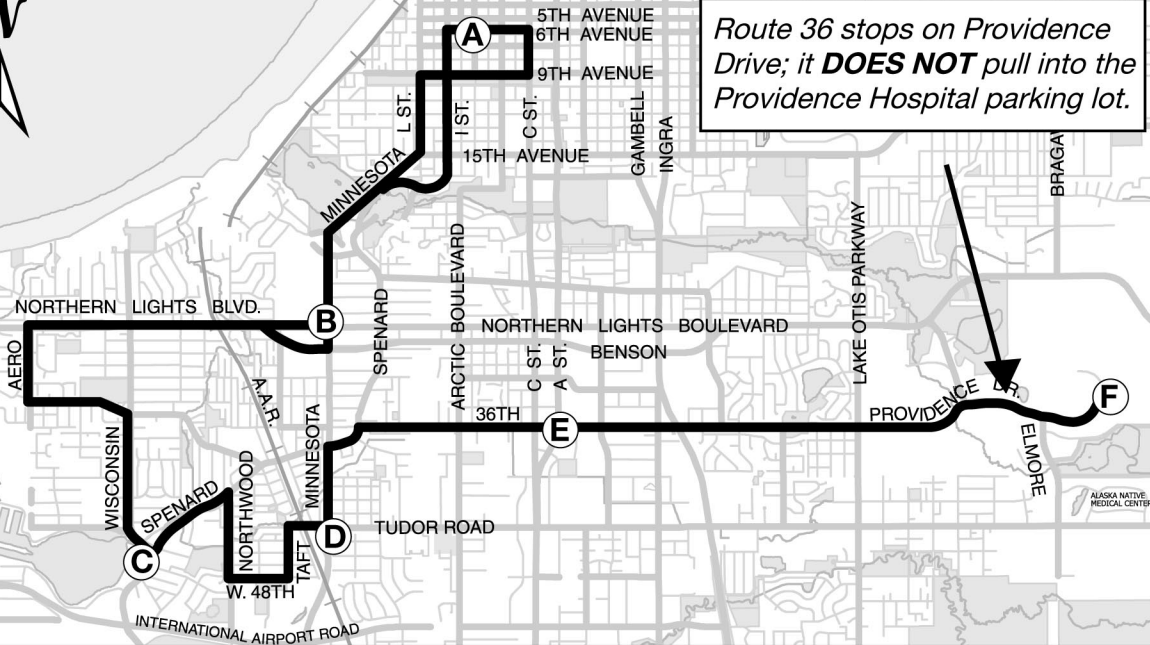 5TH AVENUE
A
6TH AVENUE
9TH AVENUE
Route 36 stops on Providence
Drive; it DOES NOT pull into the
Providence Hospital parking lot.
L ST.
I ST.
C ST.
GAMBELL
INGRA
15TH AVENUE
MINNESOTA
LAKE OTIS PARKWAY
NORTHERN LIGHTS BLVD.
B
SPENARD
ARCTIC BOULEVARD
NORTHERN LIGHTS BOULEVARD
BENSON
C ST.
A ST.
AERO
A.A.R.
MINNESOTA
36TH
E
PROVIDENCE DR.
F
ELMORE
WISCONSIN
SPENARD
NORTHWOOD
C
TAFT
D
TUDOR ROAD
ALASKA NATIVE
MEDICAL CENTER
W. 48TH
INTERNATIONAL AIRPORT ROAD